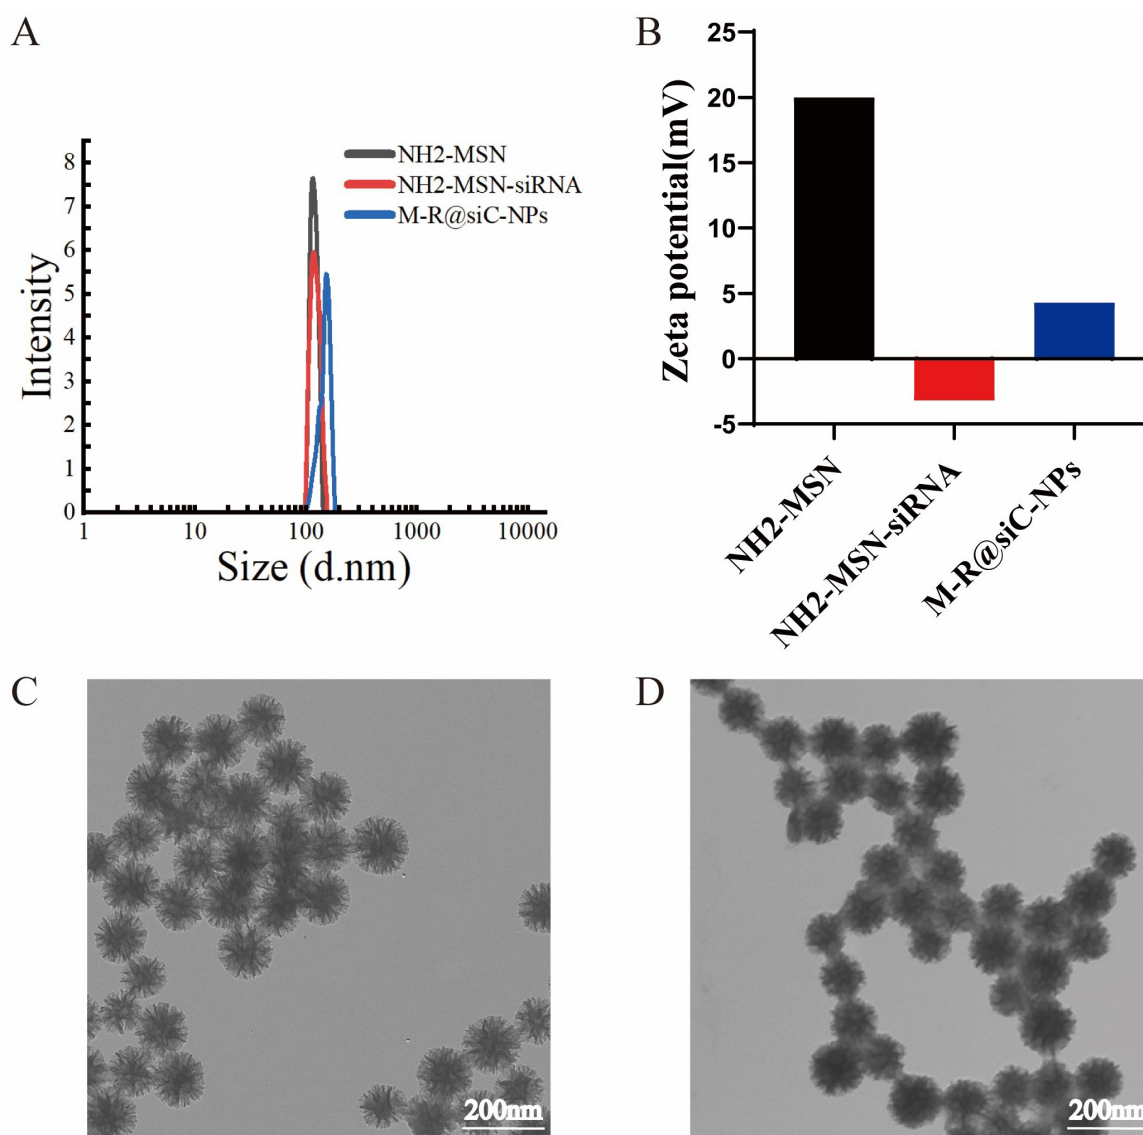 A
Intensity
8
7
6
5
4
3
2
1
0
1
10
100
1000
10000
Size (d.nm)
NH2-MSN
NH2-MSN-siRNA
M-R@siC-NPs
B
Zeta potential(mV)
25
20
15
10
5
0
-5
NH2-MSN
NH2-MSN-siRNA
M-R@siC-NPs
C
200nm
D
200nm